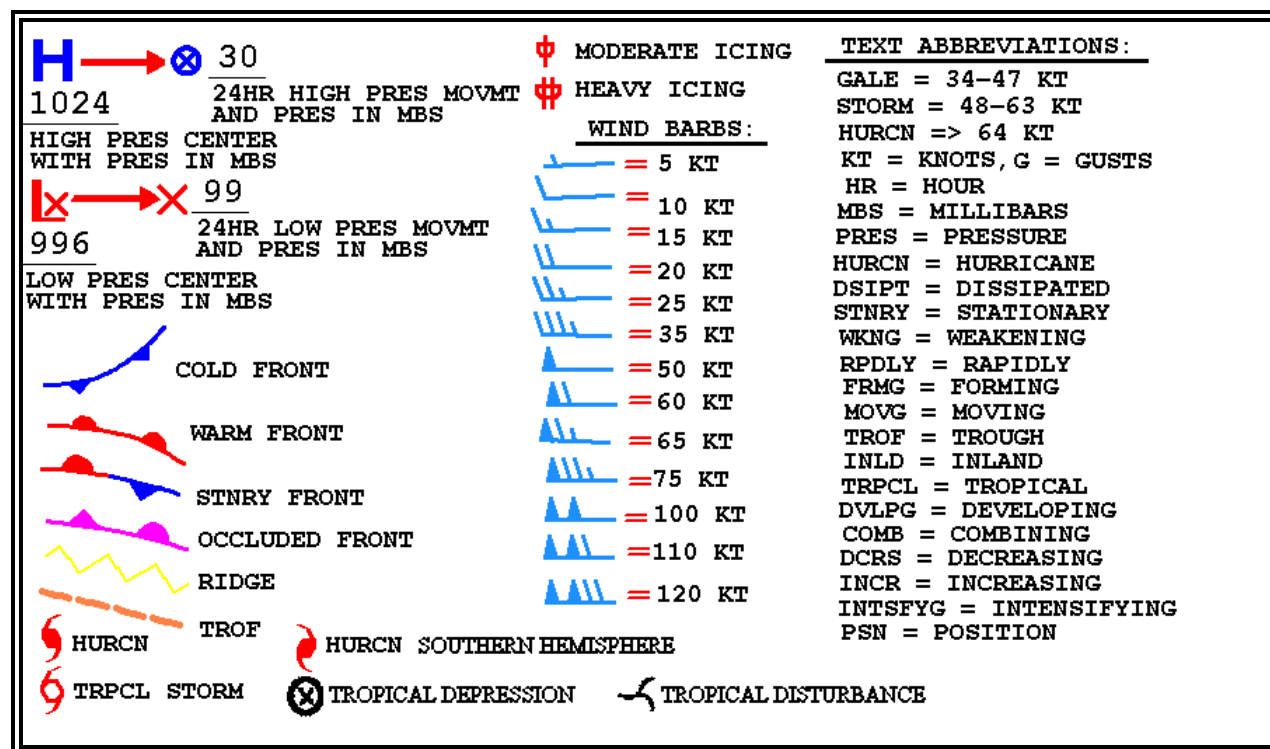 H
30
1024
24HR HIGH PRES MOVMT
AND PRES IN MBS
HIGH PRES CENTER
WITH PRES IN MBS
L
99
996
24HR LOW PRES MOVMT
AND PRES IN MBS
LOW PRES CENTER
WITH PRES IN MBS
COLD FRONT
WARM FRONT
STNRY FRONT
OCCLUDED FRONT
RIDGE
TROF
HURCN
HURCN SOUTHERN HEMISPHERE
TRPCL STORM
TROPICAL DEPRESSION
TROPICAL DISTURBANCE
MODERATE ICING
HEAVY ICING
WIND BARBS:
= 5 KT
= 10 KT
= 15 KT
= 20 KT
= 25 KT
= 35 KT
= 50 KT
= 60 KT
= 65 KT
= 75 KT
= 100 KT
= 110 KT
= 120 KT
TEXT ABBREVIATIONS:
GALE = 34-47 KT
STORM = 48-63 KT
HURCN => 64 KT
KT = KNOTS, G = GUSTS
HR = HOUR
MBS = MILLIBARS
PRES = PRESSURE
HURCN = HURRICANE
DSIPT = DISSIPATED
STNRY = STATIONARY
WKNG = WEAKENING
RPDLY = RAPIDLY
FRMG = FORMING
MOVG = MOVING
TROF = TROUGH
INLD = INLAND
TRPCL = TROPICAL
DVLPG = DEVELOPING
COMB = COMBINING
DCRS = DECREASING
INCR = INCREASING
INTSFYG = INTENSIFYING
PSN = POSITION